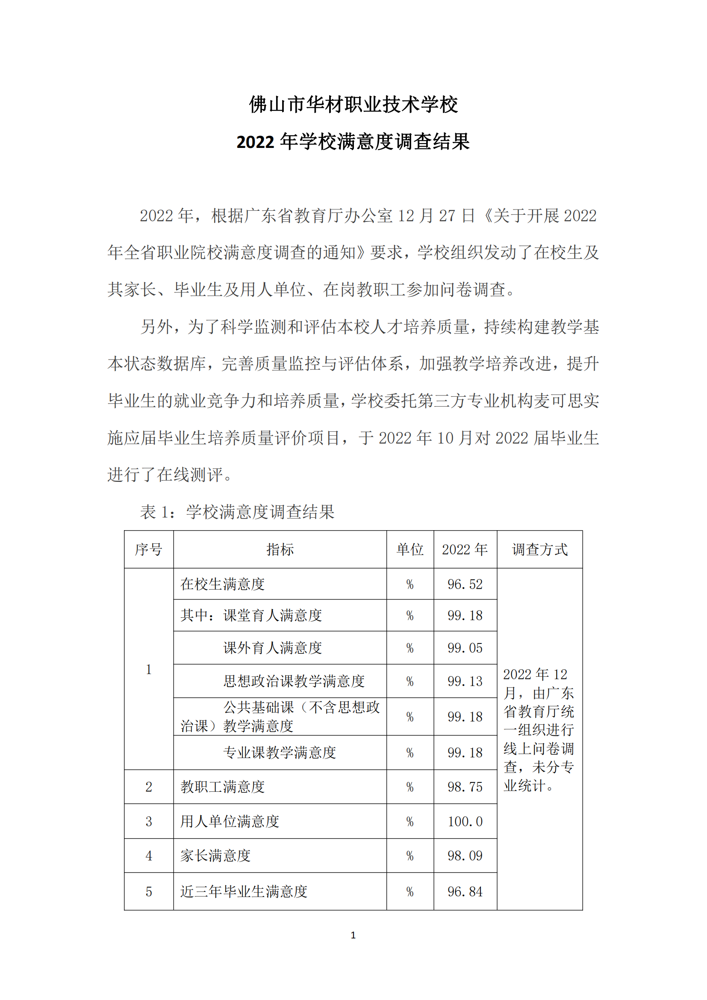 佛山市华材职业技术学校
2022 年学校满意度调查结果
2022 年，根据广东省教育厅办公室 12 月 27 日《关于开展 2022
年全省职业院校满意度调查的通知》要求，学校组织发动了在校生及
其家长、毕业生及用人单位、在岗教职工参加问卷调查。
另外，为了科学监测和评估本校人才培养质量，持续构建教学基
本状态数据库，完善质量监控与评估体系，加强教学培养改进，提升
毕业生的就业竞争力和培养质量，学校委托第三方专业机构麦可思实
施应届毕业生培养质量评价项目，于 2022 年 10 月对 2022 届毕业生
进行了在线测评。
表 1：学校满意度调查结果
序号 指标 单位 2022 年 调查方式
1
在校生满意度 % 96.52
其中：课堂育人满意度 % 99.18
课外育人满意度 % 99.05
思想政治课教学满意度 % 99.13
公共基础课（不含思想政
治课）教学满意度 % 99.18
专业课教学满意度 % 99.18
2 教职工满意度 % 98.75
3 用人单位满意度 % 100.0
4 家长满意度 % 98.09
5 近三年毕业生满意度 % 96.84
2022 年 12
月，由广东
省教育厅统
一组织进行
线上问卷调
查，未分专
业统计。
1